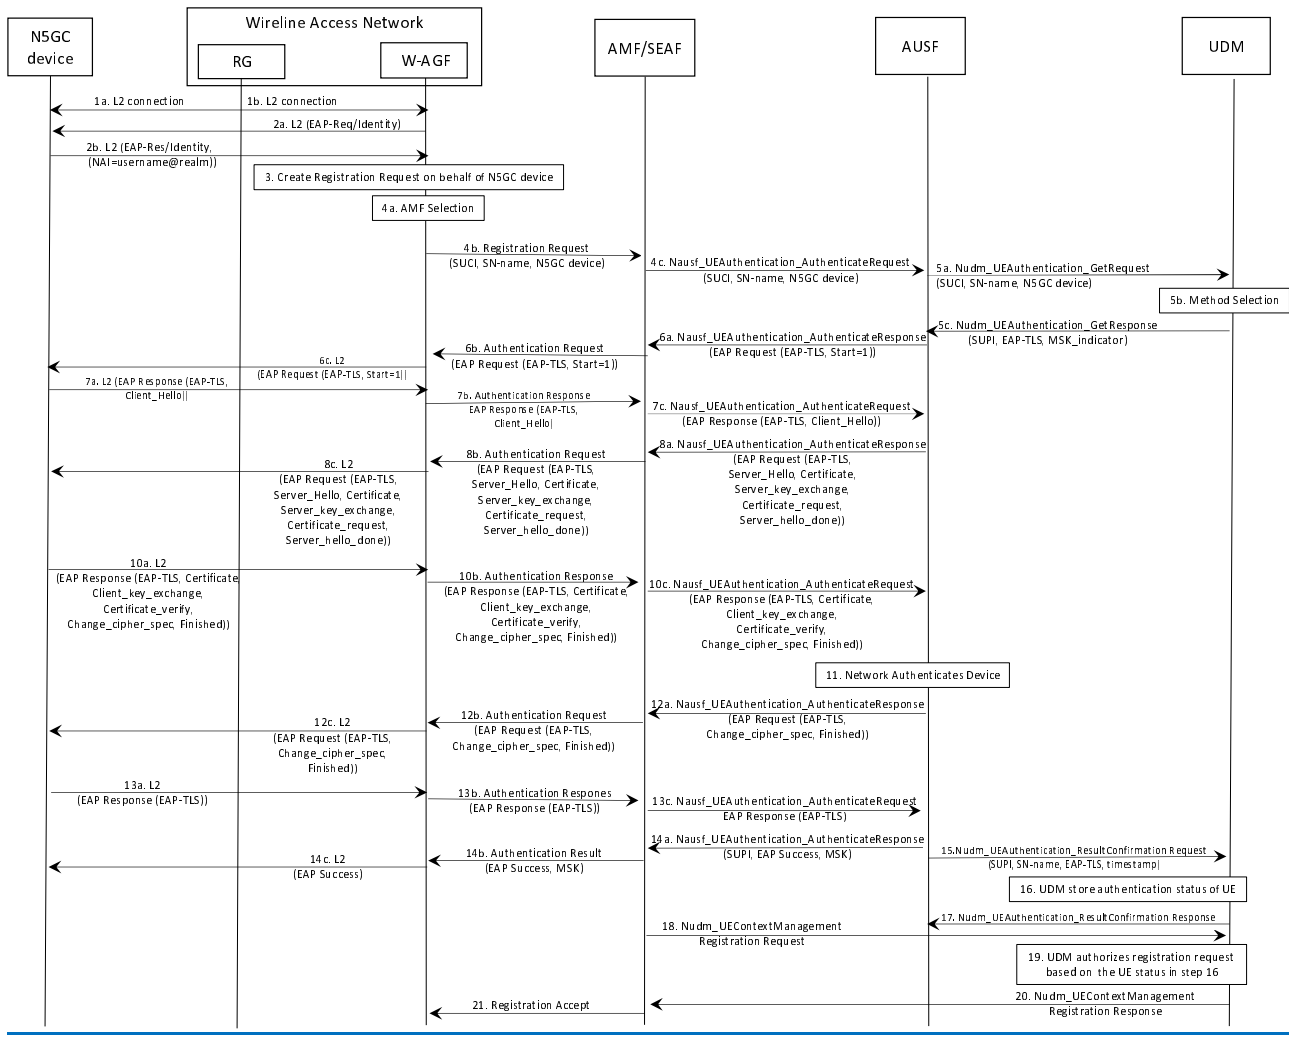 N5GC
device
Wireline Access Network
RG
W-AGF
AMF/SEAF
AUSF
UDM
1a. L2 connection
1b. L2 connection
2a. L2 (EAP-Req/Identity)
2b. L2 (EAP-Res/Identity,
(NAI=username@realm))
3. Create Registration Request on behalf of N5GC device
4a. AMF Selection
4b. Registration Request
(SUCI, SN-name, N5GC device)
4c. Nausf_UEAuthentication_AuthenticateRequest
(SUCI, SN-name, N5GC device)
5a. Nudm_UEAuthentication_GetRequest
(SUCI, SN-name, N5GC device)
5b. Method Selection
5c. Nudm_UEAuthentication_GetResponse
(SUPI, EAP-TLS, MSK_indicator)
6a. Nausf_UEAuthentication_AuthenticateResponse
(EAP Request (EAP-TLS, Start=1))
6b. Authentication Request
(EAP Request (EAP-TLS, Start=1))
6c. L2
(EAP Request (EAP-TLS, Start=1))
7a. L2 (EAP Response (EAP-TLS,
Client_Hello))
7b. Authentication Response
EAP Response (EAP-TLS,
Client_Hello)
7c. Nausf_UEAuthentication_AuthenticateRequest
(EAP Response (EAP-TLS, Client_Hello))
8a. Nausf_UEAuthentication_AuthenticateResponse
(EAP Request (EAP-TLS,
Server_Hello, Certificate,
Server_key_exchange,
Certificate_request,
Server_hello_done))
8b. Authentication Request
(EAP Request (EAP-TLS,
Server_Hello, Certificate,
Server_key_exchange,
Certificate_request,
Server_hello_done))
8c. L2
(EAP Request (EAP-TLS,
Server_Hello, Certificate,
Server_key_exchange,
Certificate_request,
Server_hello_done))
10a. L2
(EAP Response (EAP-TLS, Certificate,
Client_key_exchange,
Certificate_verify,
Change_cipher_spec, Finished))
10b. Authentication Response
(EAP Response (EAP-TLS, Certificate,
Client_key_exchange,
Certificate_verify,
Change_cipher_spec, Finished))
10c. Nausf_UEAuthentication_AuthenticateRequest
(EAP Response (EAP-TLS, Certificate,
Client_key_exchange,
Certificate_verify,
Change_cipher_spec, Finished))
11. Network Authenticates Device
12a. Nausf_UEAuthentication_AuthenticateResponse
(EAP Request (EAP-TLS,
Change_cipher_spec, Finished))
12b. Authentication Request
(EAP Request (EAP-TLS,
Change_cipher_spec, Finished))
12c. L2
(EAP Request (EAP-TLS,
Change_cipher_spec,
Finished))
13a. L2
(EAP Response (EAP-TLS))
13b. Authentication Respones
(EAP Response (EAP-TLS))
13c. Nausf_UEAuthentication_AuthenticateRequest
EAP Response (EAP-TLS)
14a. Nausf_UEAuthentication_AuthenticateResponse
(SUPI, EAP Success, MSK)
14b. Authentication Result
(EAP Success, MSK)
14c. L2
(EAP Success)
15.Nudm_UEAuthentication_ResultConfirmation Request
(SUPI, SN-name, EAP-TLS, timestamp)
16. UDM store authentication status of UE
17. Nudm_UEAuthentication_ResultConfirmation Response
18. Nudm_UEContextManagement
Registration Request
19. UDM authorizes registration request
based on the UE status in step 16
20. Nudm_UEContextManagement
Registration Response
21. Registration Accept